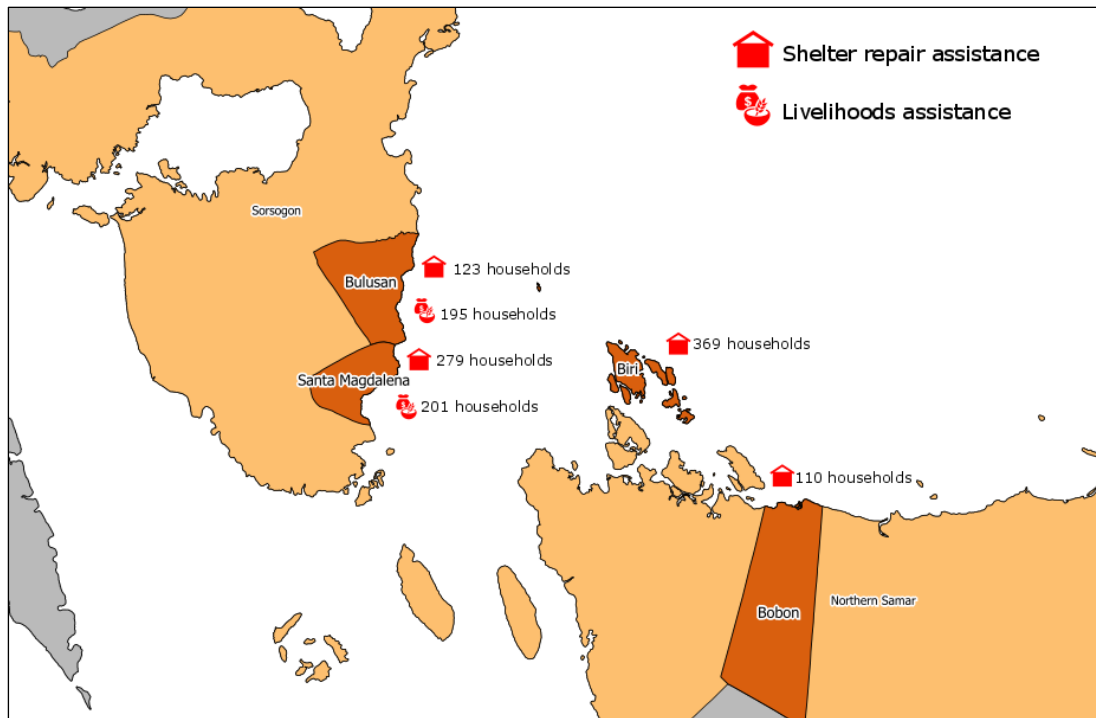 Shelter repair assistance
Livelihoods assistance
Sorsogon
Bulusan
123 households
195 households
Santa Magdalena
279 households
201 households
Biri
369 households
110 households
Bobon
Northern Samar